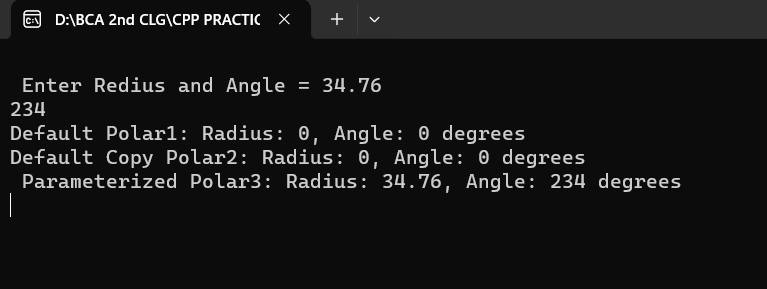 D:\BCA 2nd CLG\CPP PRACTIC
Enter Redius and Angle = 34.76
234
Default Polar1: Radius: 0, Angle: 0 degrees
Default Copy Polar2: Radius: 0, Angle: 0 degrees
Parameterized Polar3: Radius: 34.76, Angle: 234 degrees